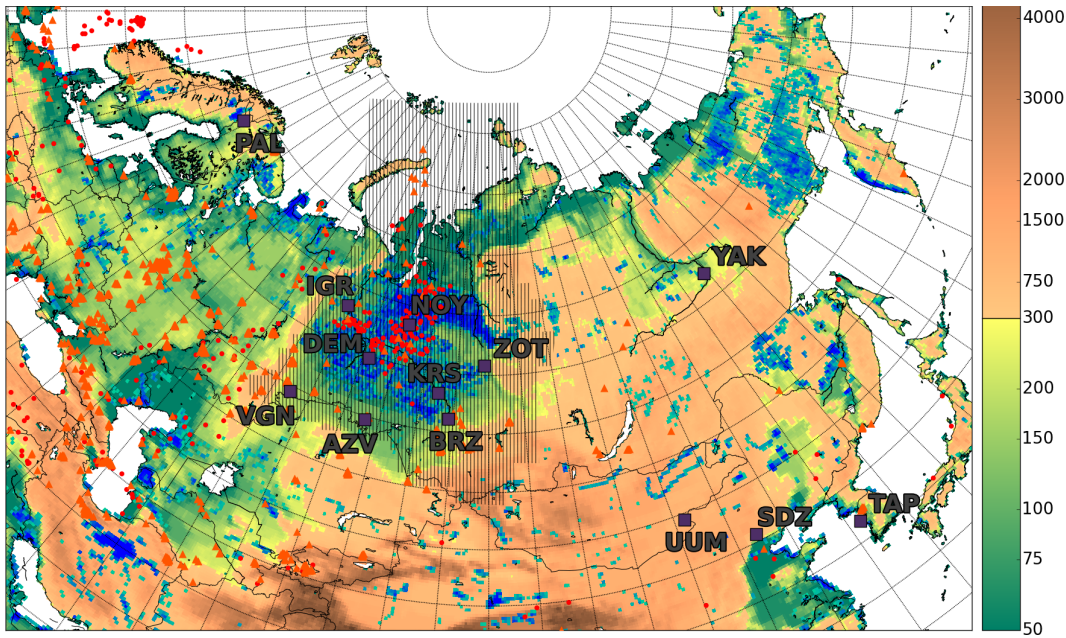 4000
3000
PAL
2000
1500
YAK
IGR
750
NOY
300
DEM
ZOT
KRS
200
VGN
AZV
BRZ
150
TAP
SDZ
100
UUM
75
50